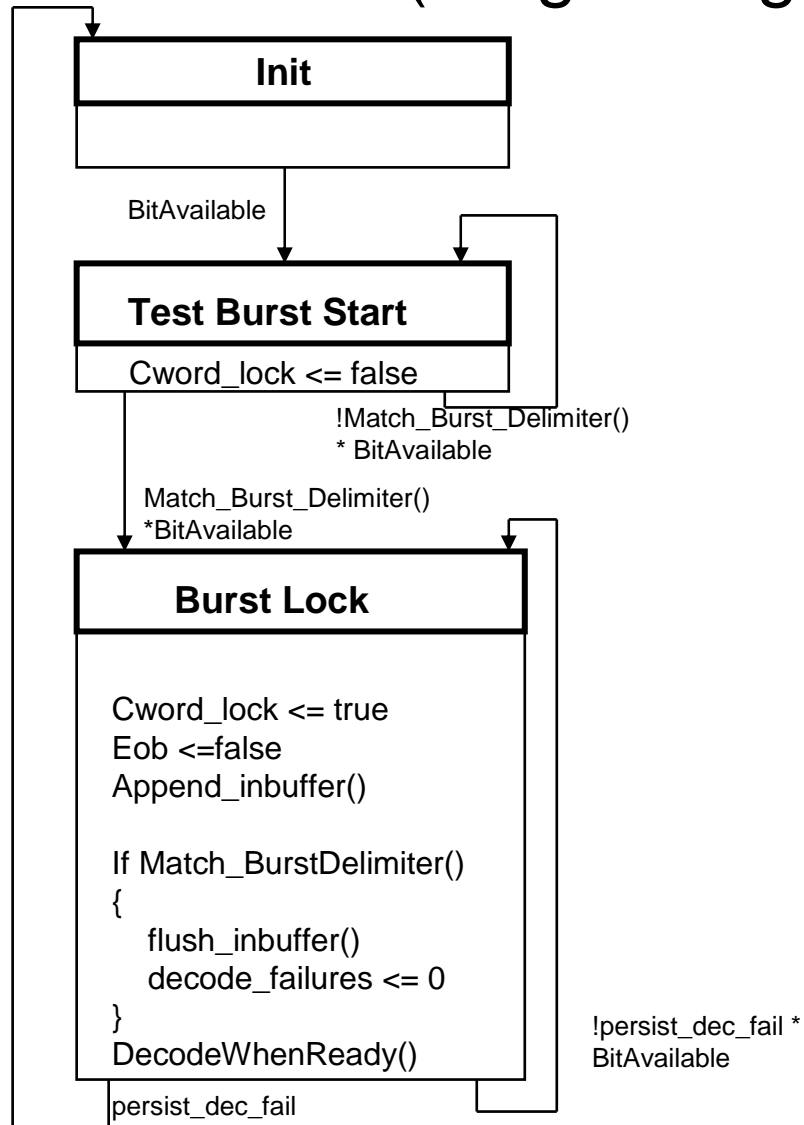 Init
BitAvailable
Test Burst Start
Cword_lock <= false
!Match_Burst_Delimiter()
* BitAvailable
Match_Burst_Delimiter()
*BitAvailable
Burst Lock
Cword_lock <= true
Eob <=false
Append_inbuffer()
If Match_BurstDelimiter()
{
flush_inbuffer()
decode_failures <= 0
}
DecodeWhenReady()
!persist_dec_fail *
BitAvailable
persist_dec_fail